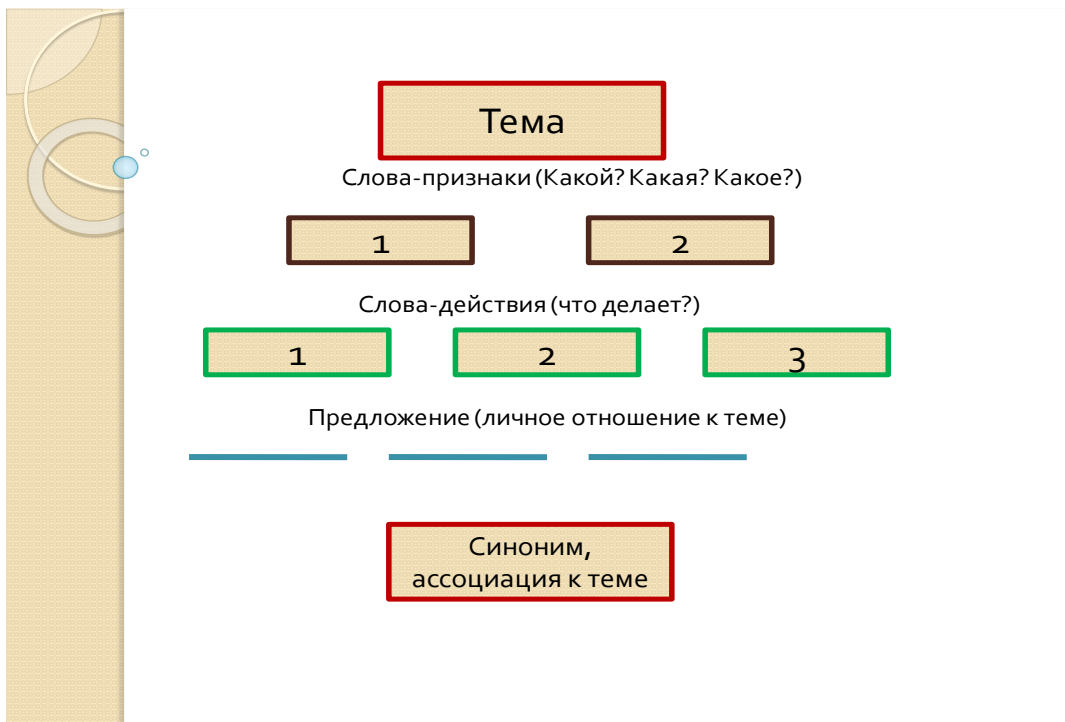 Тема
Слова-признаки (Какой? Какая? Какое?)
1 2
Слова-действия (что делает?)
1 2 3
Предложение (личное отношение к теме)
Синоним,
ассоциация к теме